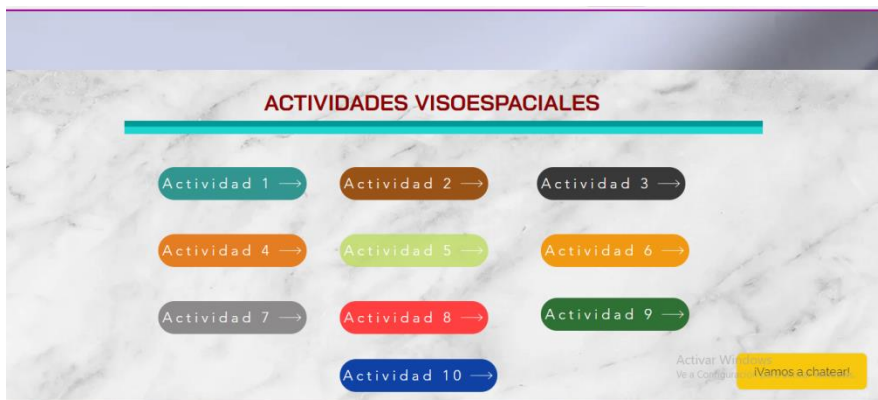 ACTIVIDADES VISOESPACIALES
Actividad 1 →
Actividad 2 →
Actividad 3 →
Actividad 4 →
Actividad 5 →
Actividad 6 →
Actividad 7 →
Actividad 8 →
Actividad 9 →
Actividad 10 →
Activar Windows
Ve a
¡Vamos a chatear!